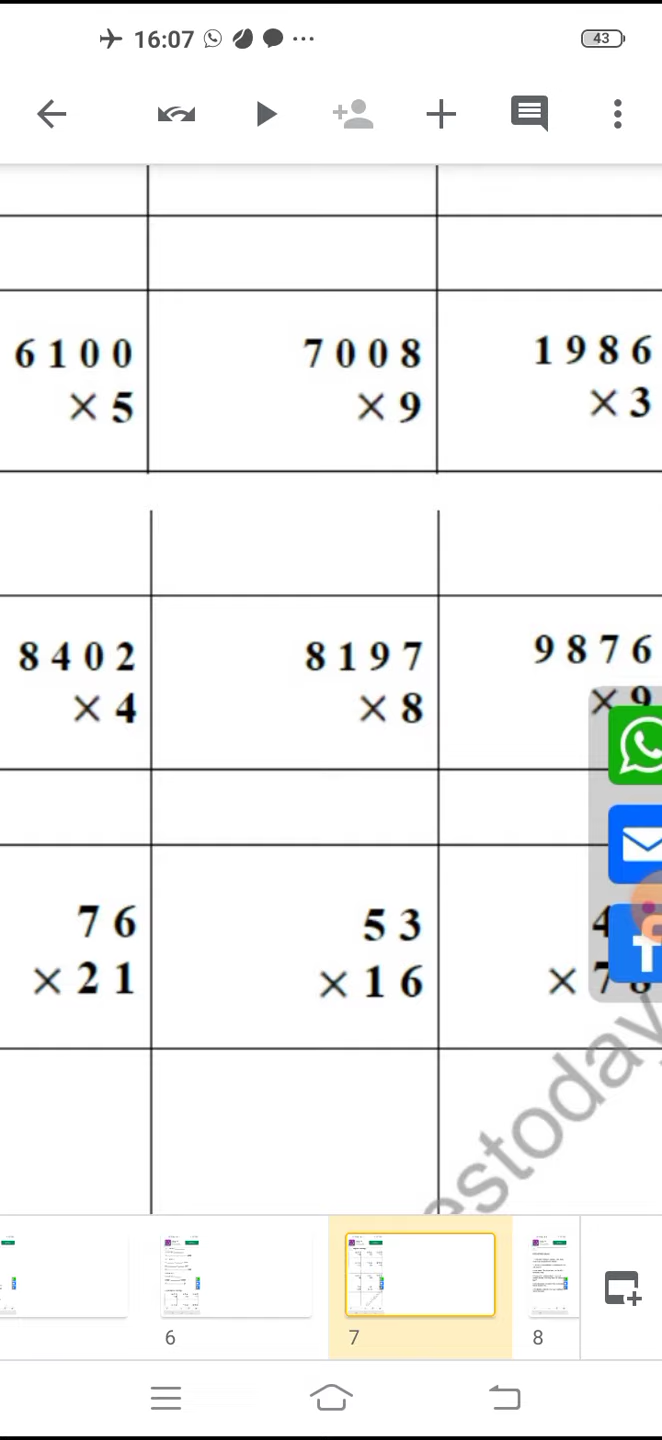 16:07 43
6100 7008 1986
× 5 × 9 × 3
8402 8197 9876
× 4 × 8 × 9
76 53
× 21 × 16 ×
6 7 8